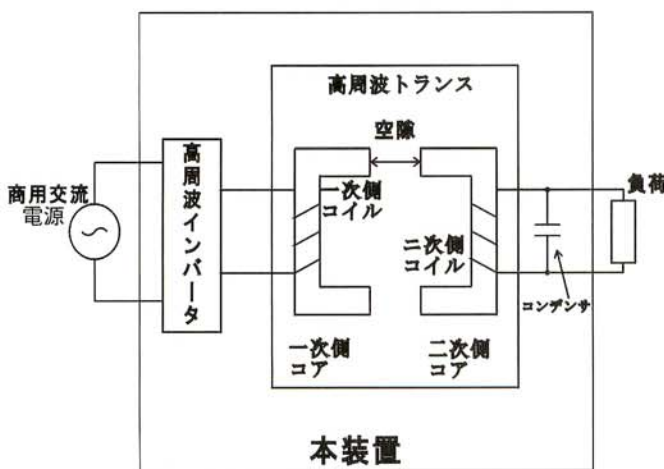 高周波トランス
空隙
高周波インバータ
商用交流
電源
一次側
コイル
二次側
コイル
負荷
コンデンサ
一次側
コア
二次側
コア
本装置